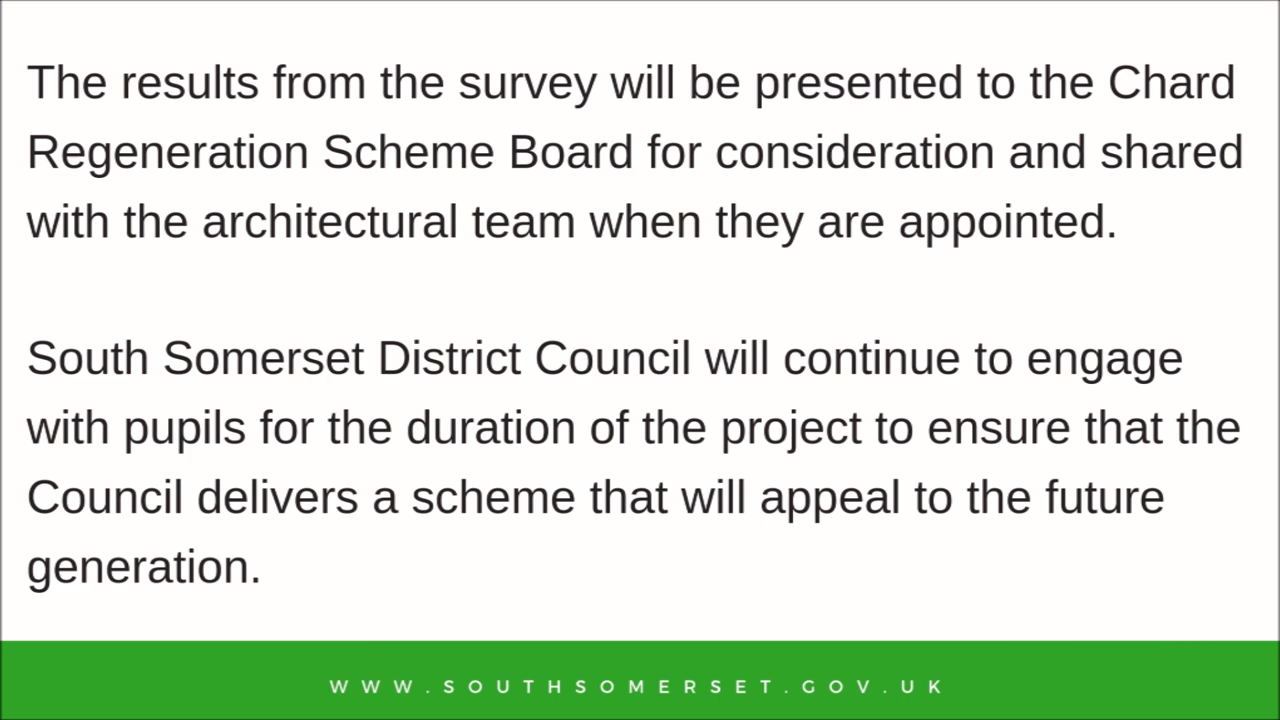 The results from the survey will be presented to the Chard
Regeneration Scheme Board for consideration and shared
with the architectural team when they are appointed.
South Somerset District Council will continue to engage
with pupils for the duration of the project to ensure that the
Council delivers a scheme that will appeal to the future
generation.
WWW.SOUTHSOMERSET.GOV.UK